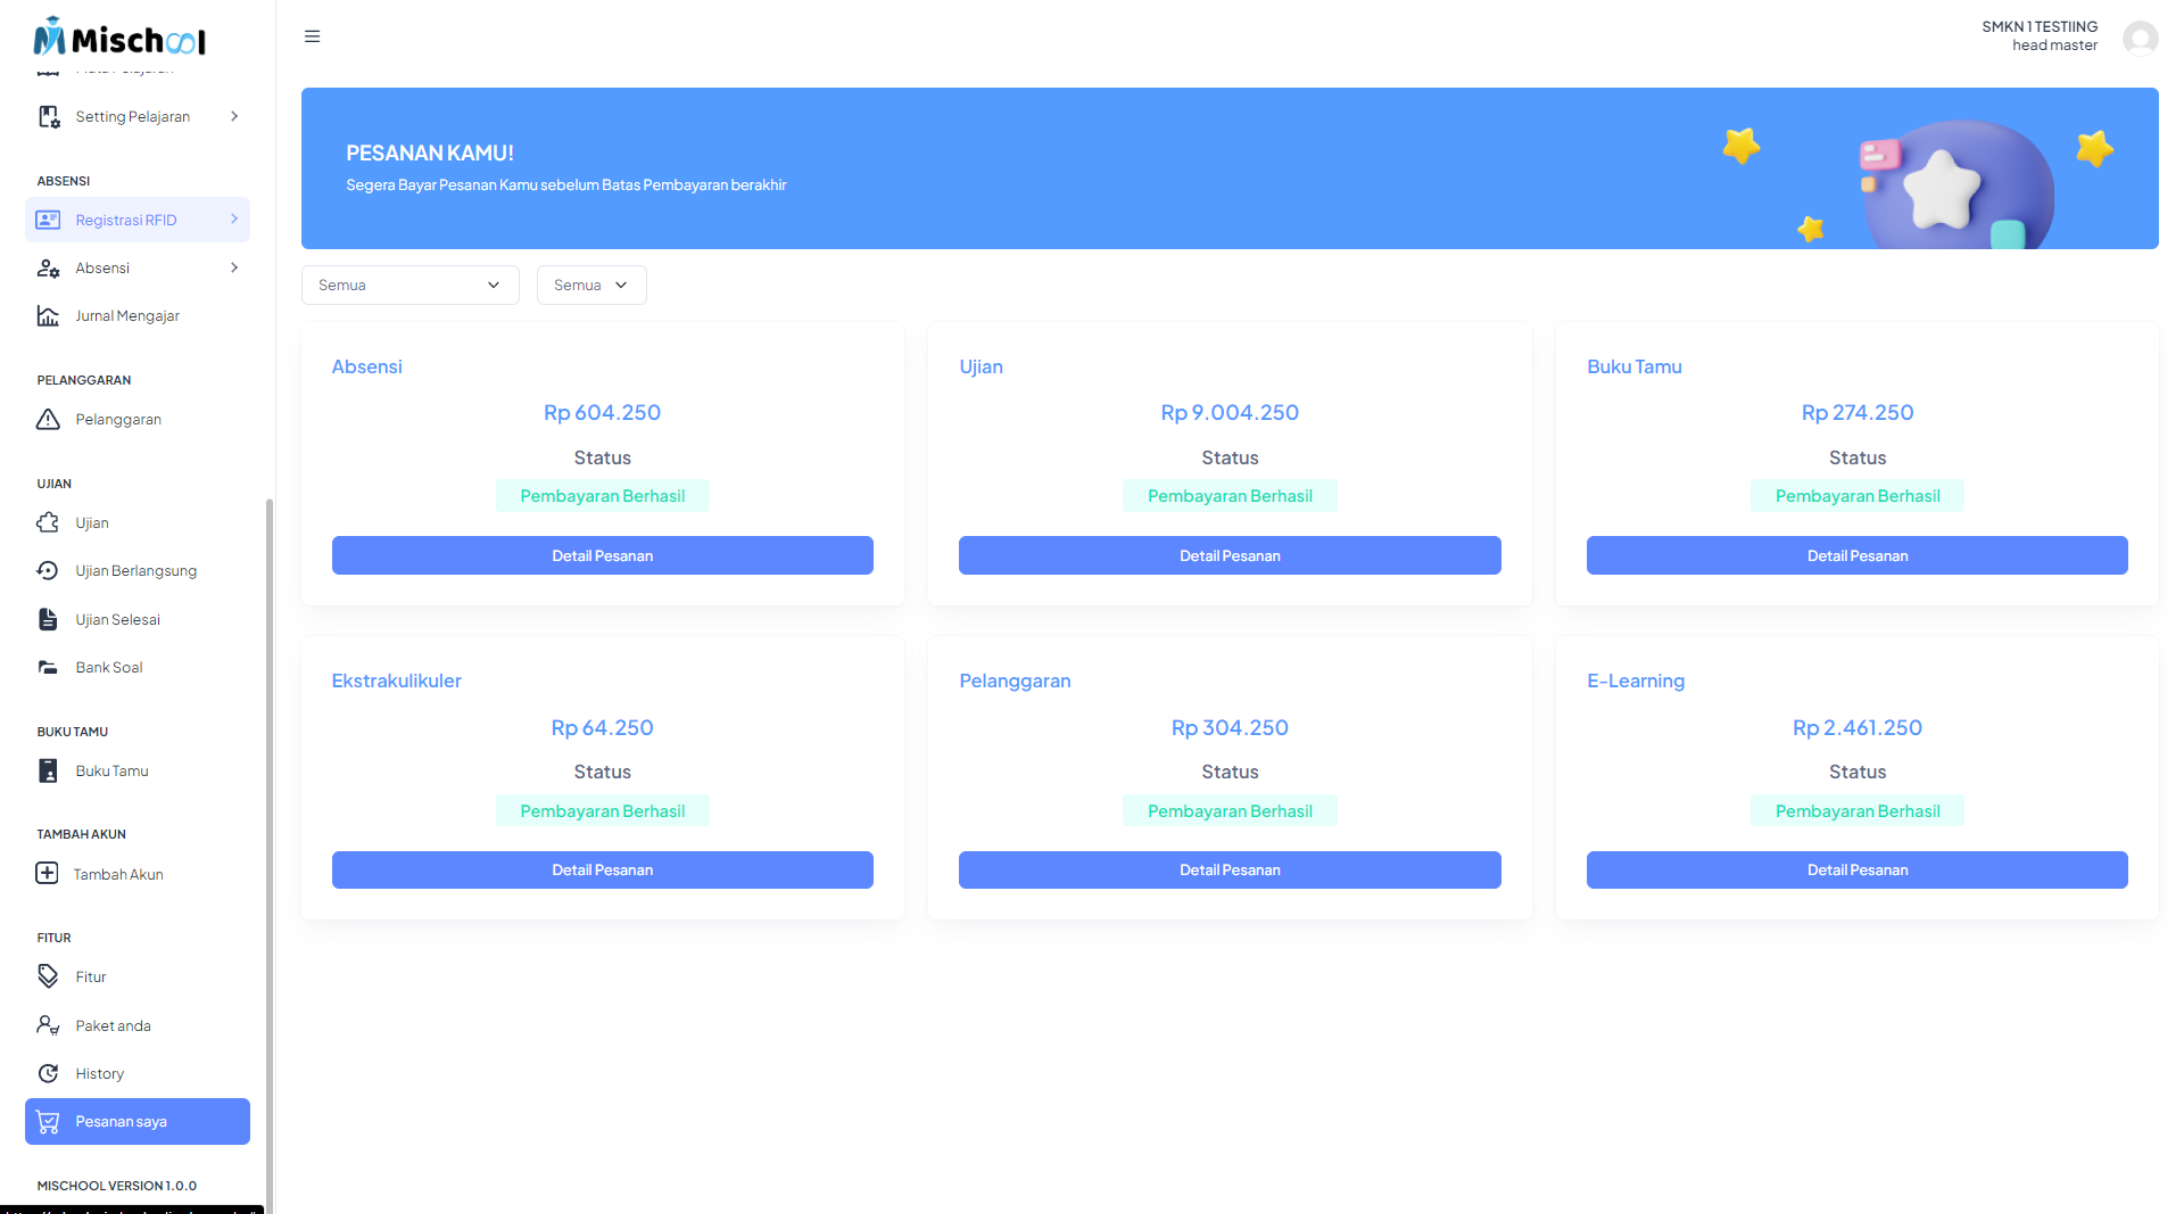 Mischool
Setting Pelajaran
ABSENSI
Registrasi RFID
Absensi
Jurnal Mengajar
PELANGGARAN
Pelanggaran
UJIAN
Ujian
Ujian Berlangsung
Ujian Selesai
Bank Soal
BUKU TAMU
Buku Tamu
TAMBAH AKUN
Tambah Akun
FITUR
Fitur
Paket anda
History
Pesanan saya
MISCHOOL VERSION 1.0.0
SMKN 1 TESTIING
head master
PESANAN KAMU!
Segera Bayar Pesanan Kamu sebelum Batas Pembayaran berakhir
Semua
Semua
Absensi
Rp 604.250
Status
Pembayaran Berhasil
Detail Pesanan
Ujian
Rp 9.004.250
Status
Pembayaran Berhasil
Detail Pesanan
Buku Tamu
Rp 274.250
Status
Pembayaran Berhasil
Detail Pesanan
Ekstrakulikuler
Rp 64.250
Status
Pembayaran Berhasil
Detail Pesanan
Pelanggaran
Rp 304.250
Status
Pembayaran Berhasil
Detail Pesanan
E-Learning
Rp 2.461.250
Status
Pembayaran Berhasil
Detail Pesanan